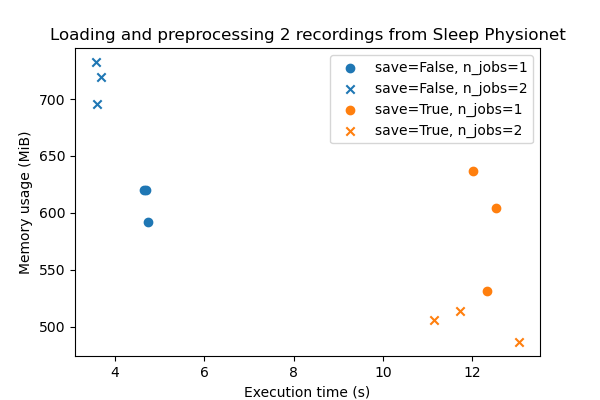 Loading and preprocessing 2 recordings from Sleep Physionet
save=False, n_jobs=1
save=False, n_jobs=2
save=True, n_jobs=1
save=True, n_jobs=2
Memory usage (MiB)
700
650
600
550
500
4 6 8 10 12
Execution time (s)